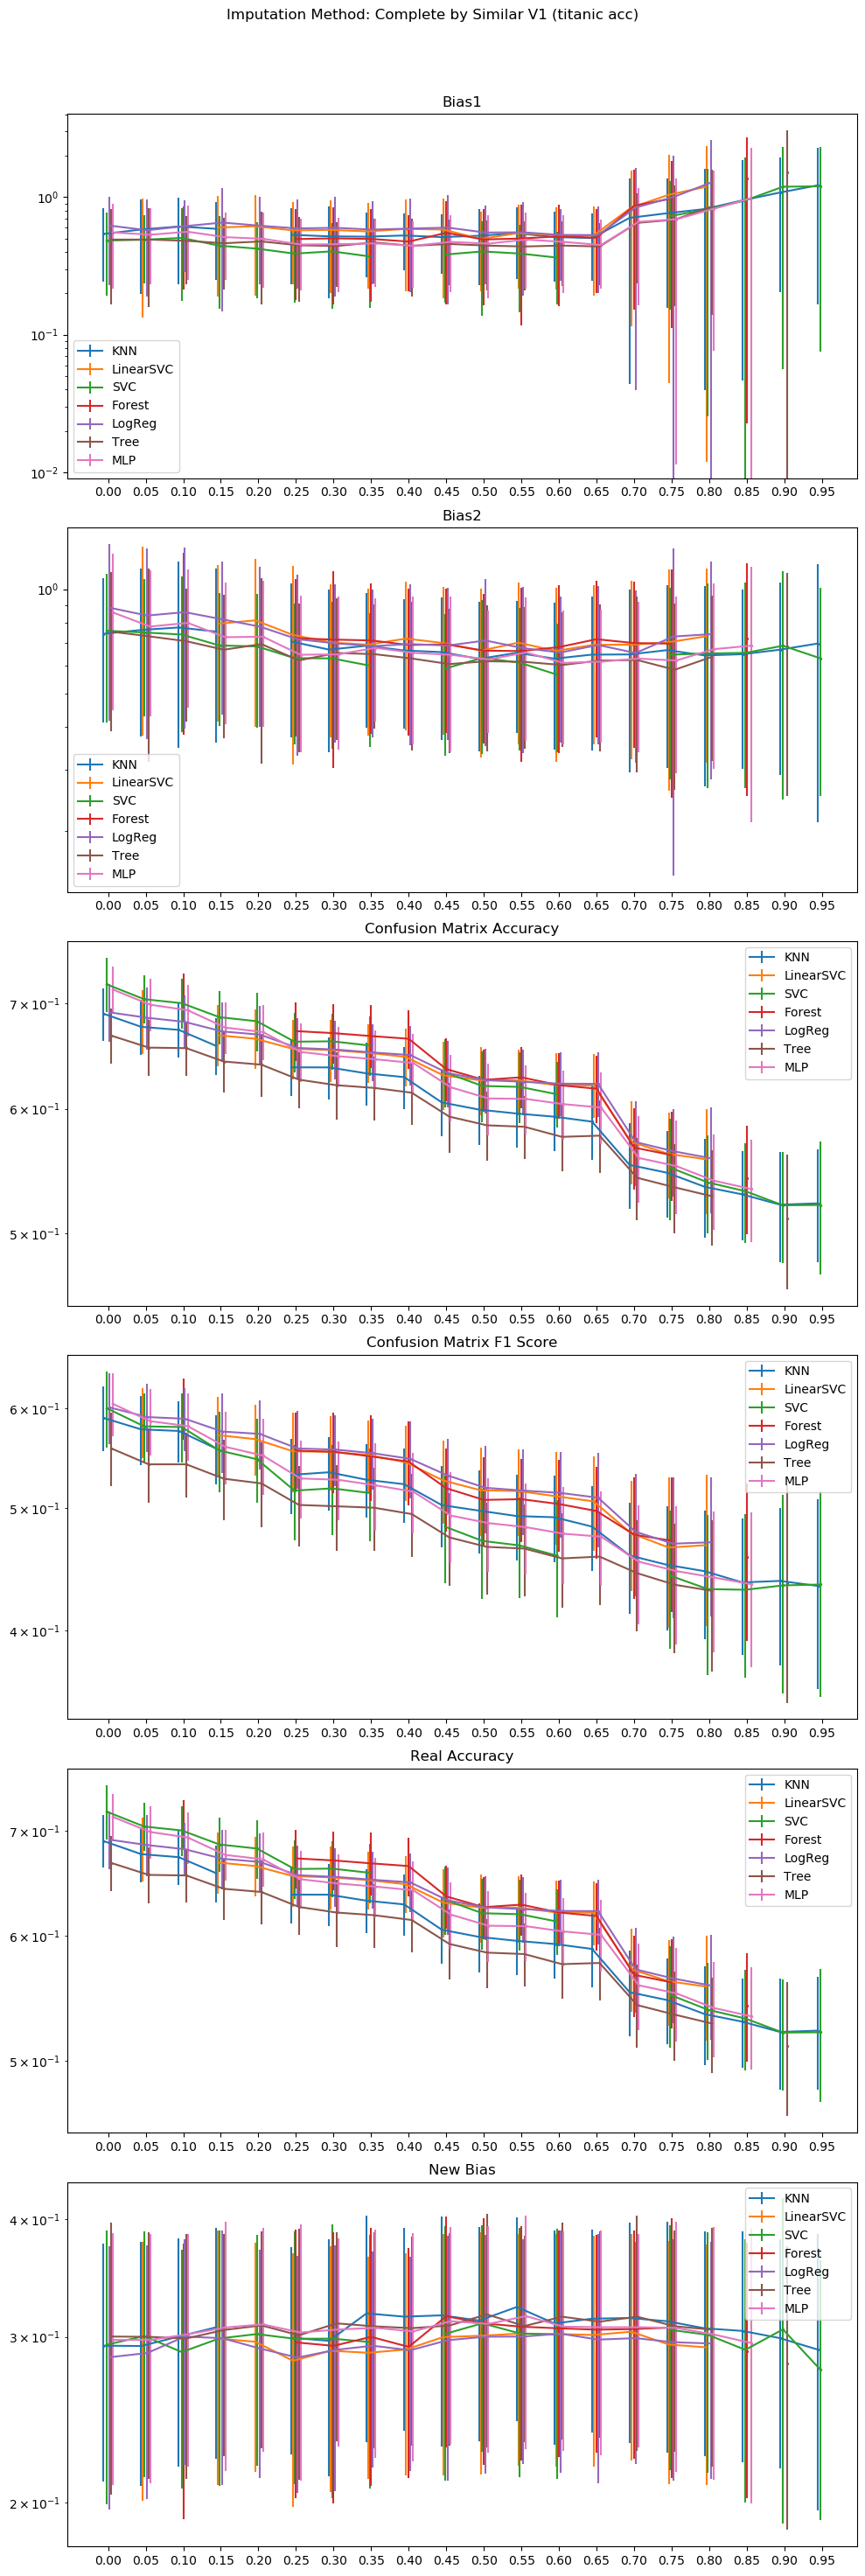 Imputation Method: Complete by Similar V1 (titanic acc)
Bias1
10^0
10^-1
10^-2
KNN
LinearSVC
SVC
Forest
LogReg
Tree
MLP
0.00 0.05 0.10 0.15 0.20 0.25 0.30 0.35 0.40 0.45 0.50 0.55 0.60 0.65 0.70 0.75 0.80 0.85 0.90 0.95
Bias2
10^0
KNN
LinearSVC
SVC
Forest
LogReg
Tree
MLP
0.00 0.05 0.10 0.15 0.20 0.25 0.30 0.35 0.40 0.45 0.50 0.55 0.60 0.65 0.70 0.75 0.80 0.85 0.90 0.95
Confusion Matrix Accuracy
7 × 10^-1
6 × 10^-1
5 × 10^-1
KNN
LinearSVC
SVC
Forest
LogReg
Tree
MLP
0.00 0.05 0.10 0.15 0.20 0.25 0.30 0.35 0.40 0.45 0.50 0.55 0.60 0.65 0.70 0.75 0.80 0.85 0.90 0.95
Confusion Matrix F1 Score
6 × 10^-1
5 × 10^-1
4 × 10^-1
KNN
LinearSVC
SVC
Forest
LogReg
Tree
MLP
0.00 0.05 0.10 0.15 0.20 0.25 0.30 0.35 0.40 0.45 0.50 0.55 0.60 0.65 0.70 0.75 0.80 0.85 0.90 0.95
Real Accuracy
7 × 10^-1
6 × 10^-1
5 × 10^-1
KNN
LinearSVC
SVC
Forest
LogReg
Tree
MLP
0.00 0.05 0.10 0.15 0.20 0.25 0.30 0.35 0.40 0.45 0.50 0.55 0.60 0.65 0.70 0.75 0.80 0.85 0.90 0.95
New Bias
4 × 10^-1
3 × 10^-1
2 × 10^-1
KNN
LinearSVC
SVC
Forest
LogReg
Tree
MLP
0.00 0.05 0.10 0.15 0.20 0.25 0.30 0.35 0.40 0.45 0.50 0.55 0.60 0.65 0.70 0.75 0.80 0.85 0.90 0.95